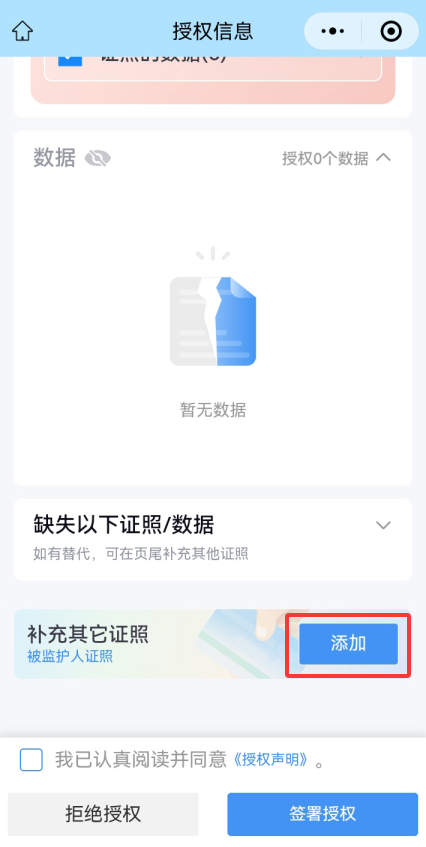 授权信息
数据
授权0个数据
暂无数据
缺失以下证照/数据
如有替代，可在页尾补充其他证照
补充其它证照
被监护人证照
添加
我已认真阅读并同意《授权声明》。
拒绝授权
签署授权